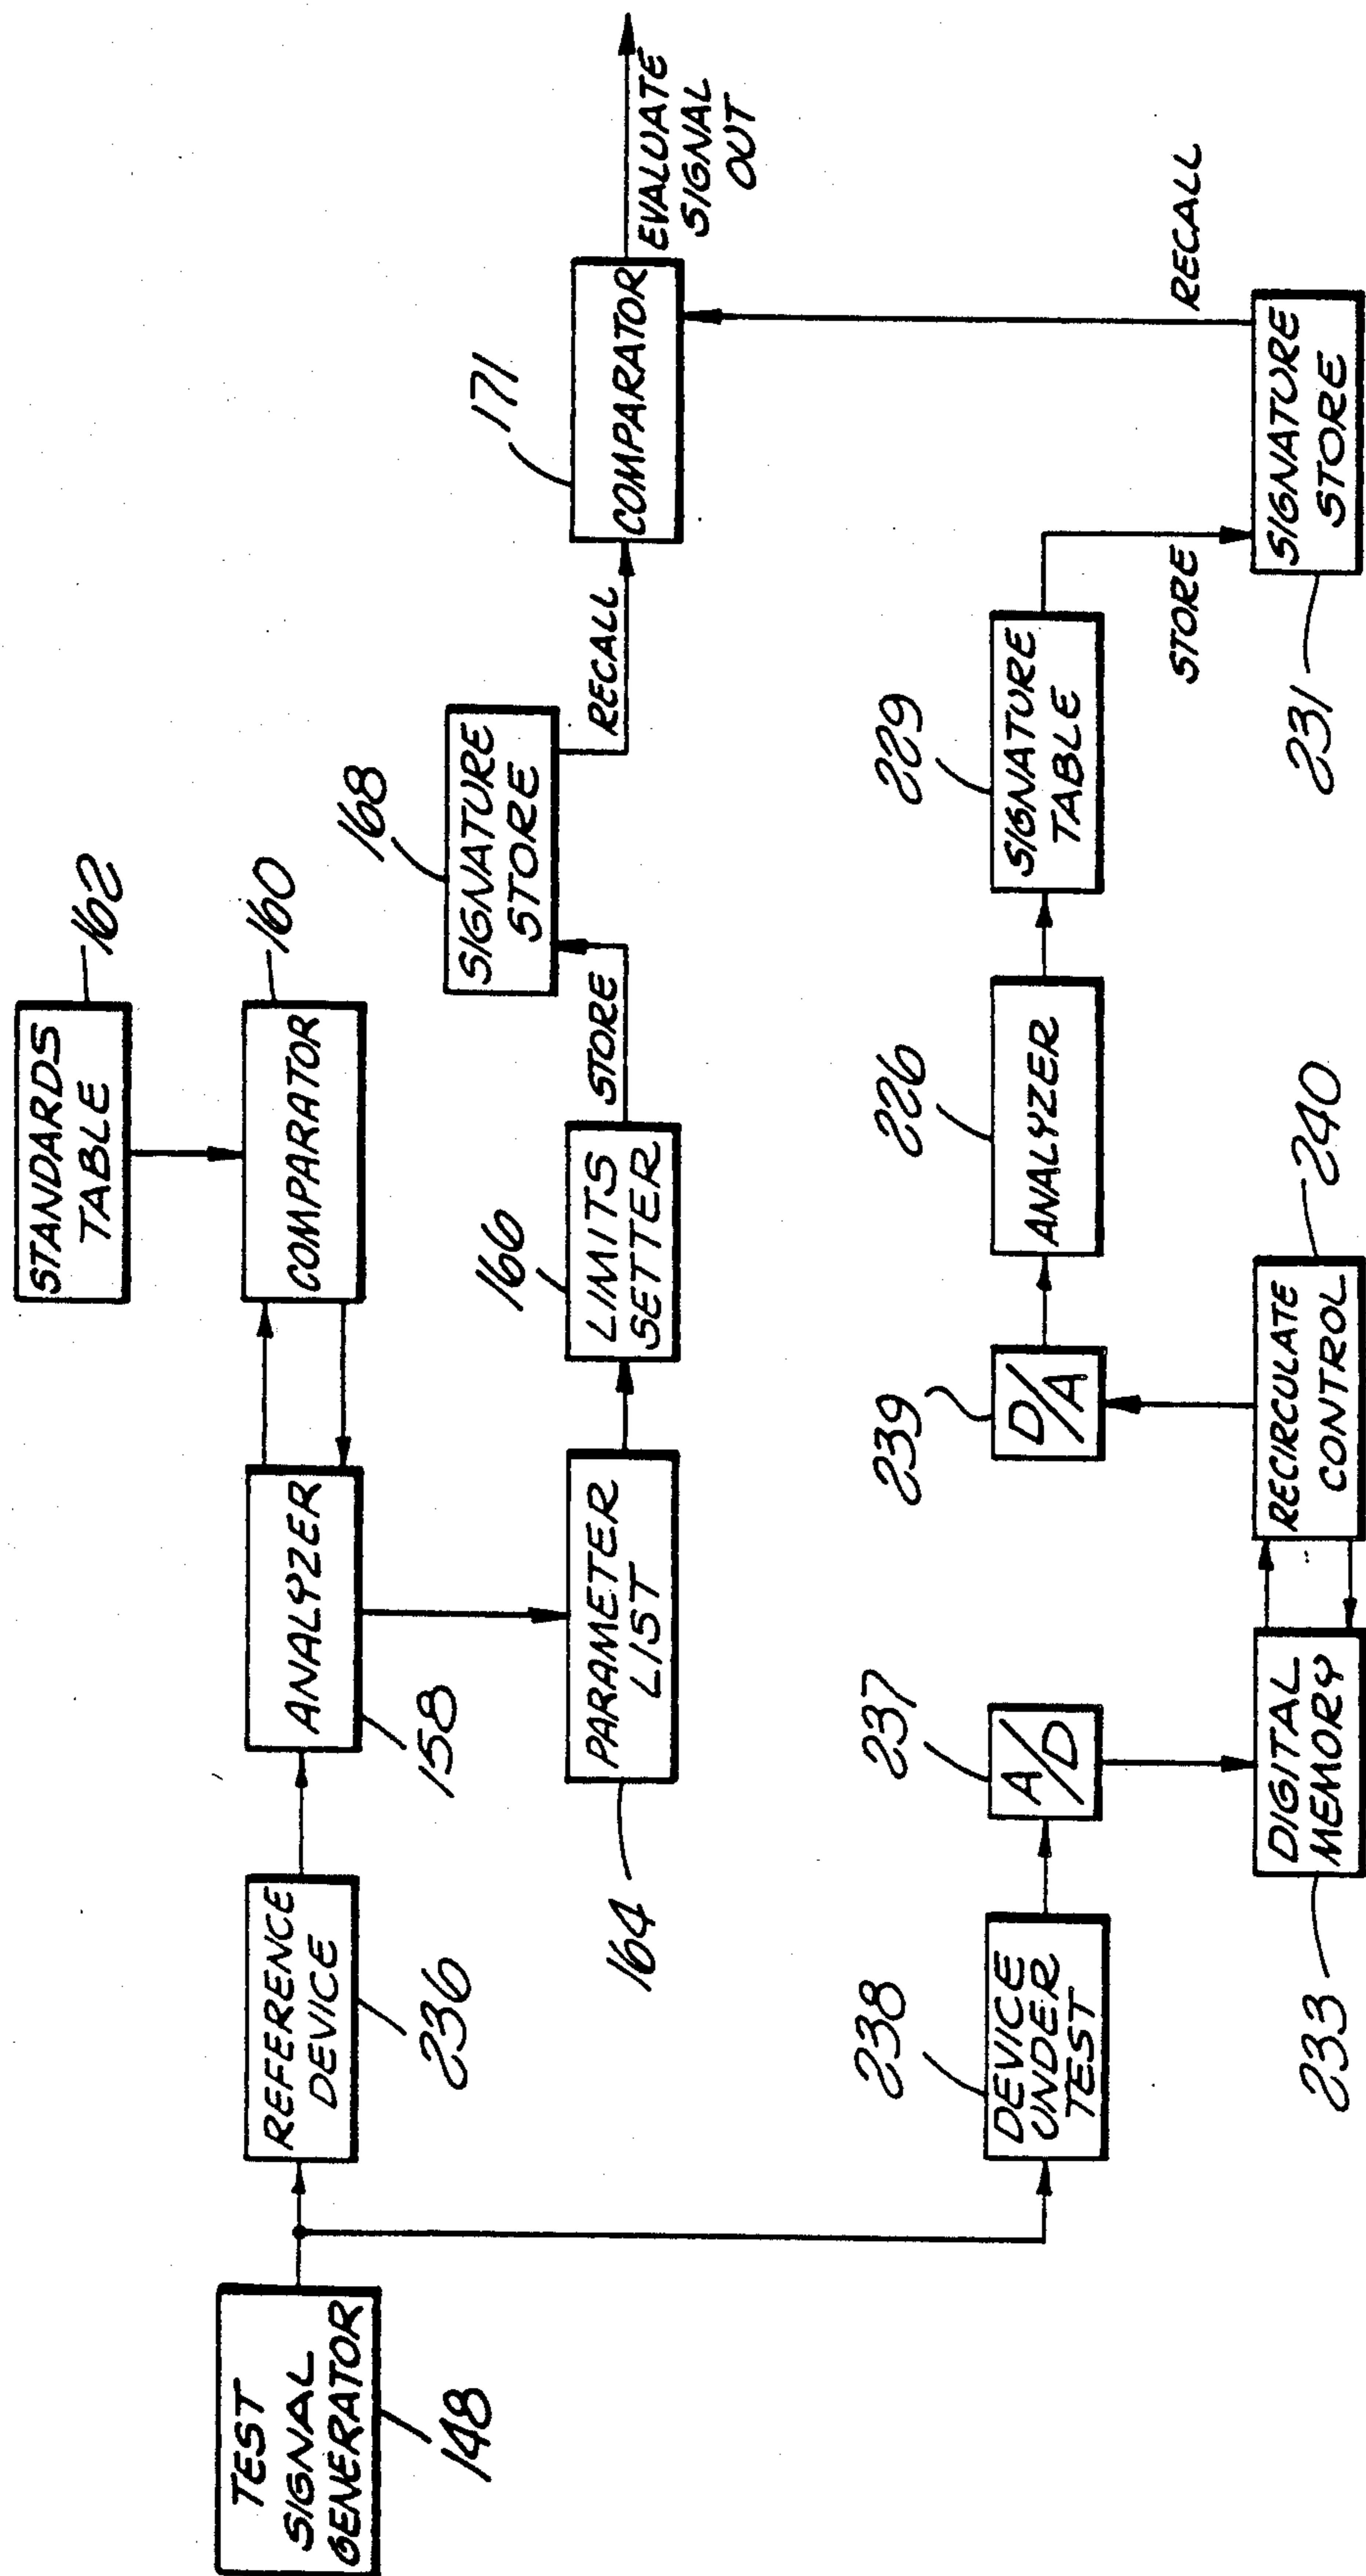 TEST
SIGNAL
GENERATOR
148
REFERENCE
DEVICE
236
ANALYZER
158
STANDARDS
TABLE
162
COMPARATOR
160
PARAMETER
LIST
164
LIMITS
SETTER
166
STORE
SIGNATURE
STORE
168
RECALL
COMPARATOR
171
EVALUATE
SIGNAL
OUT
DEVICE
UNDER
TEST
238
A/D
237
DIGITAL
MEMORY
233
RECIRCULATE
CONTROL
240
D/A
239
ANALYZER
226
SIGNATURE
TABLE
229
STORE
SIGNATURE
STORE
231
RECALL